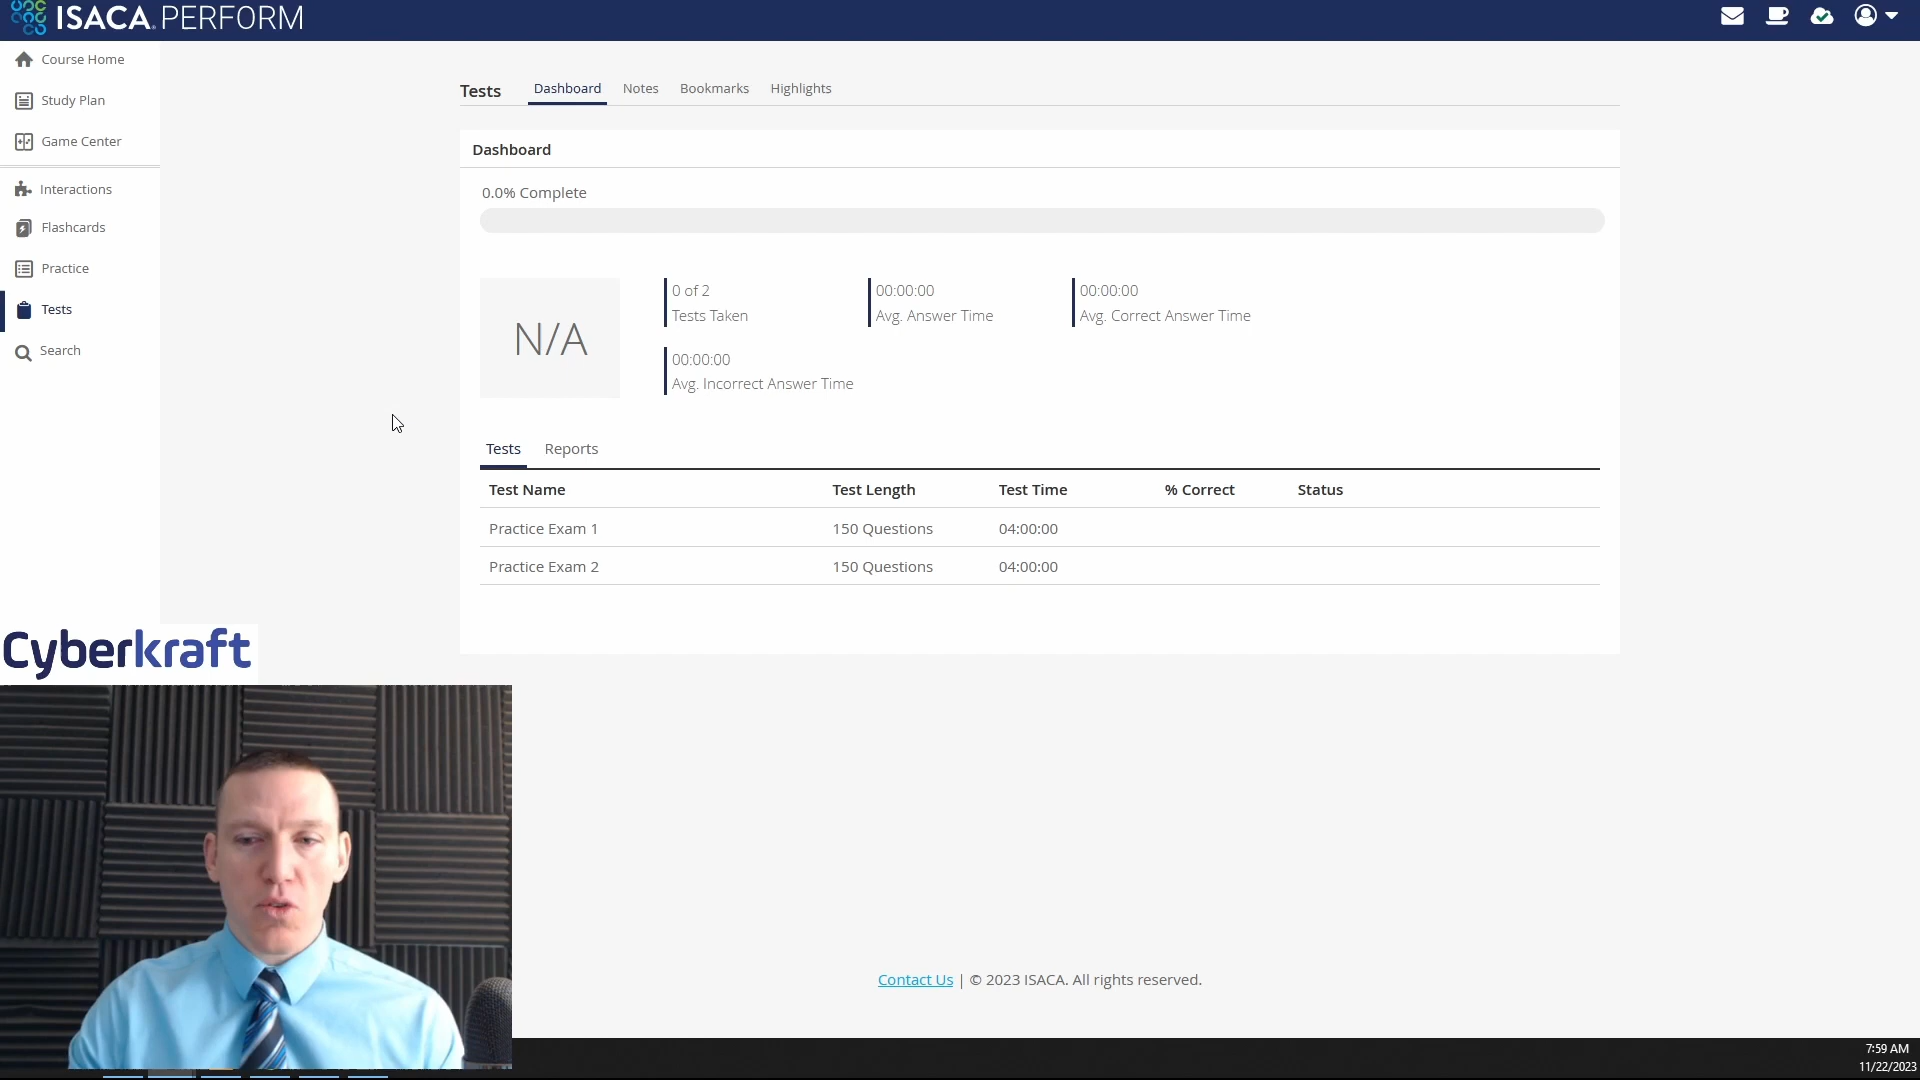 ISACA. PERFORM
Course Home
Study Plan
Game Center
Interactions
Flashcards
Practice
Tests
Search
Tests
Dashboard
Notes
Bookmarks
Highlights
Dashboard
0.0% Complete
N/A
0 of 2
Tests Taken
00:00:00
Avg. Answer Time
00:00:00
Avg. Correct Answer Time
00:00:00
Avg. Incorrect Answer Time
Tests
Reports
Test Name Test Length Test Time % Correct Status
Practice Exam 1 150 Questions 04:00:00
Practice Exam 2 150 Questions 04:00:00
Cyberkraft
Contact Us | © 2023 ISACA. All rights reserved.
7:59 AM
11/22/2023